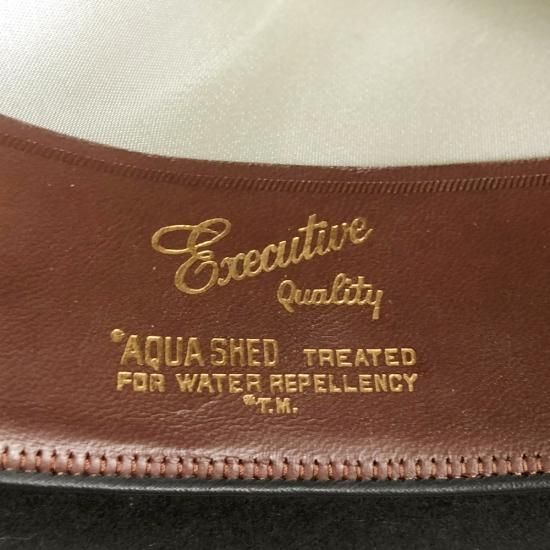 Executive
Quality
*AQUA SHED TREATED
FOR WATER REPELLENCY
*T.M.